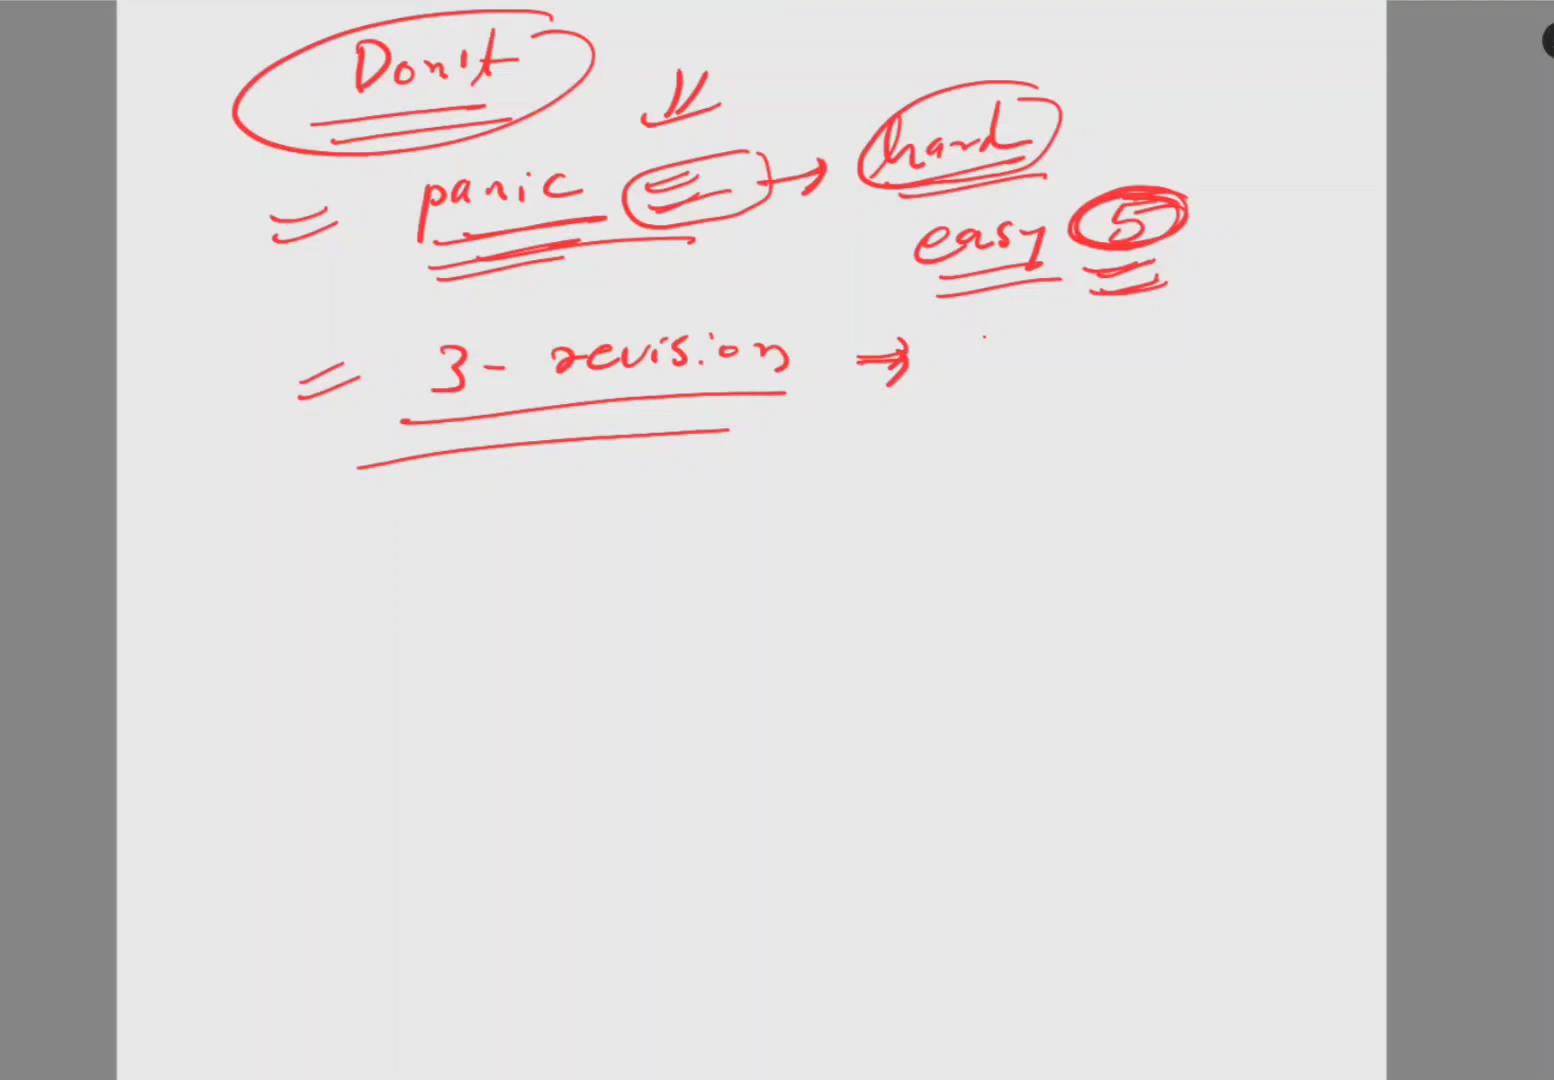 Don't
panic = → hard
easy 5
= 3- revision ⇒